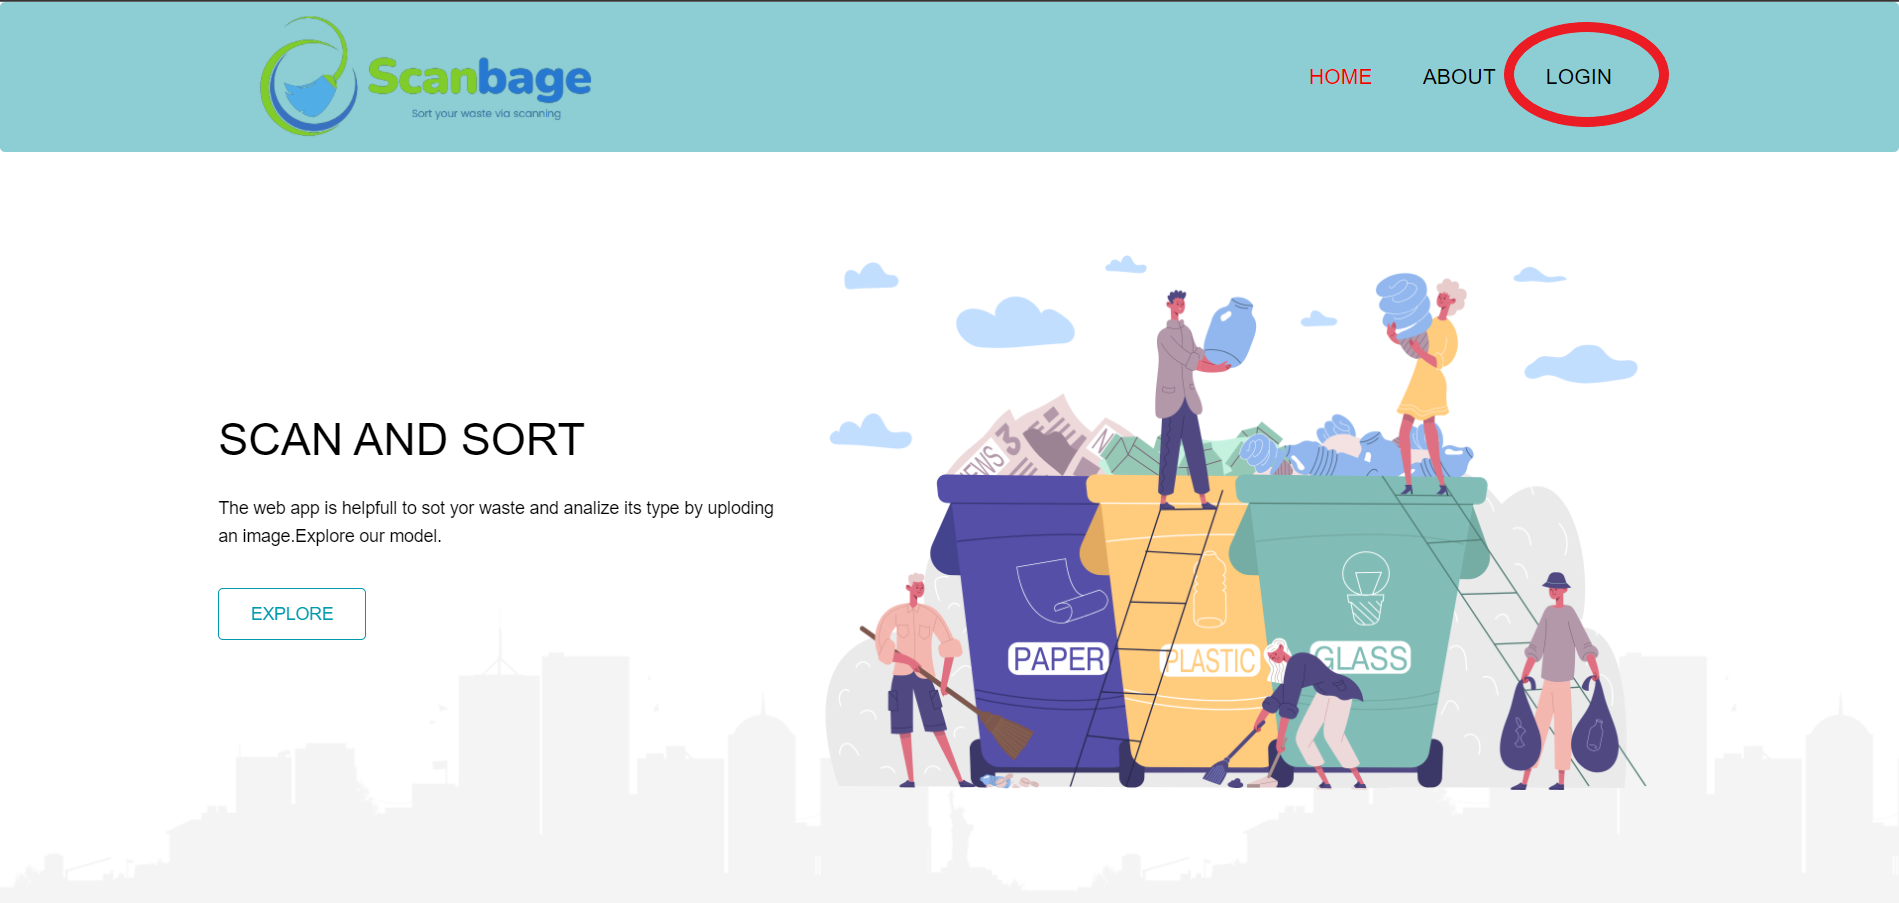 Scanbage
Sort your waste via scanning
HOME ABOUT LOGIN
SCAN AND SORT
The web app is helpfull to sot yor waste and analize its type by uploding
an image.Explore our model.
EXPLORE
NEWS 3 N
PAPER PLASTIC GLASS